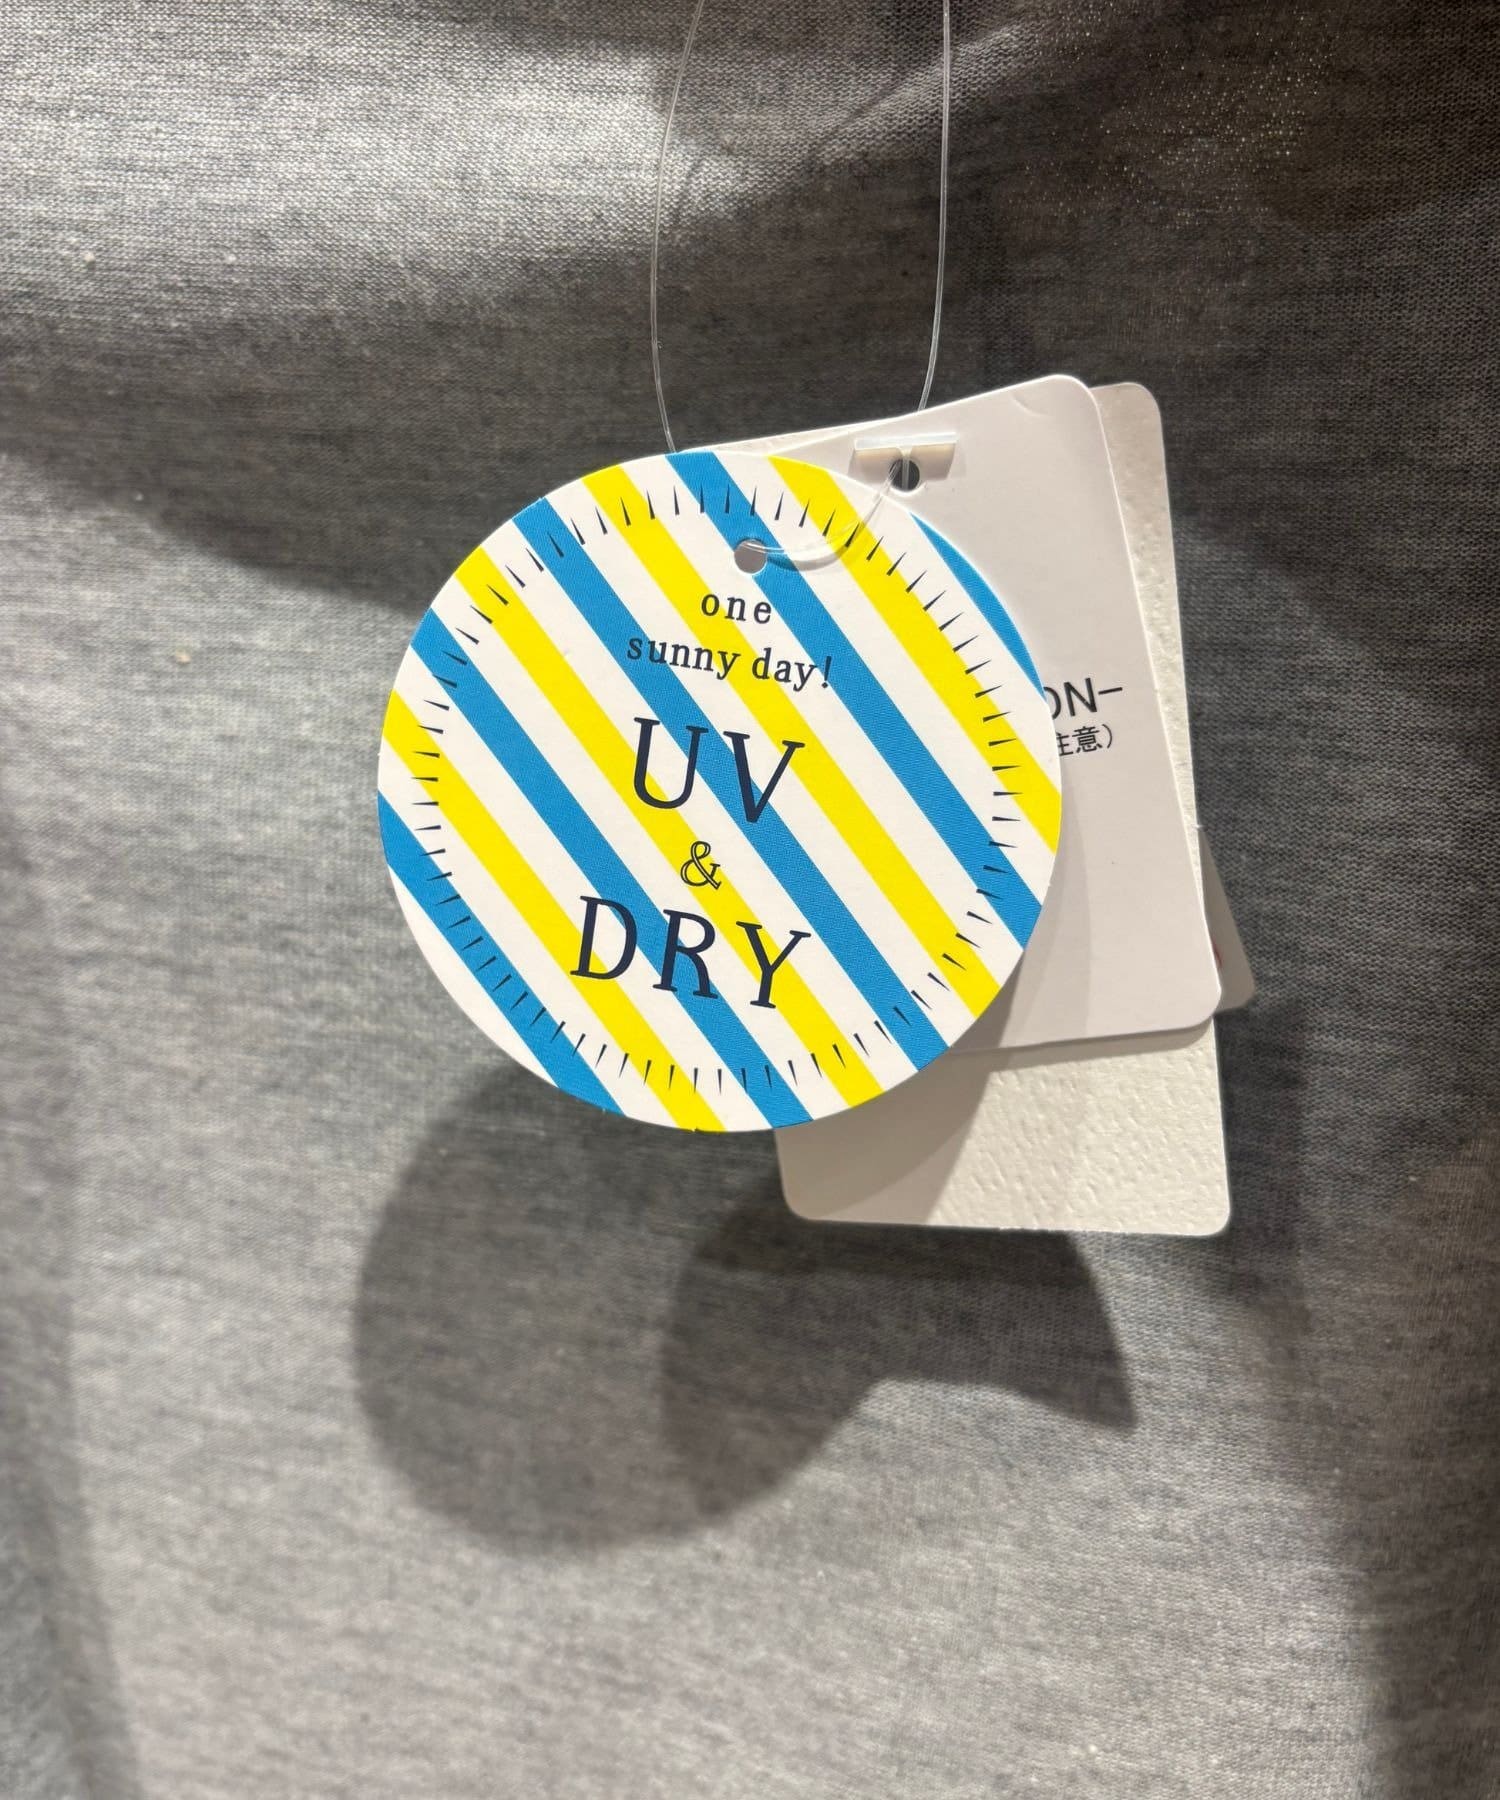 one
sunny day!
UV
&
DRY
ON-
注意）